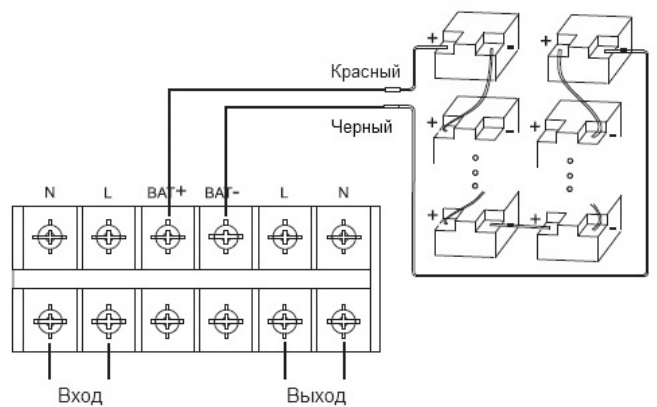 + - + -
Красный
Черный
+ - + -
N L BAT+ BAT- L N
+ - + -
Вход Выход